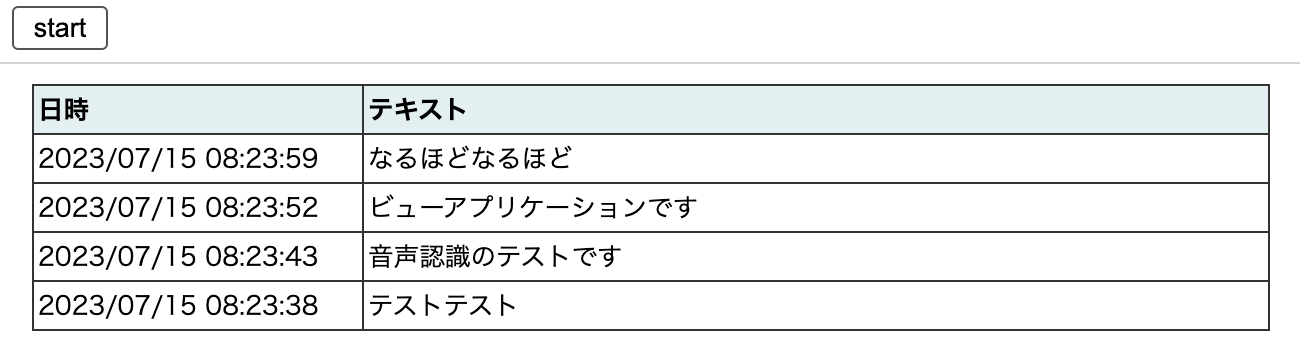 start
日時 テキスト
2023/07/15 08:23:59 なるほどなるほど
2023/07/15 08:23:52 ビューアプリケーションです
2023/07/15 08:23:43 音声認識のテストです
2023/07/15 08:23:38 テストテスト